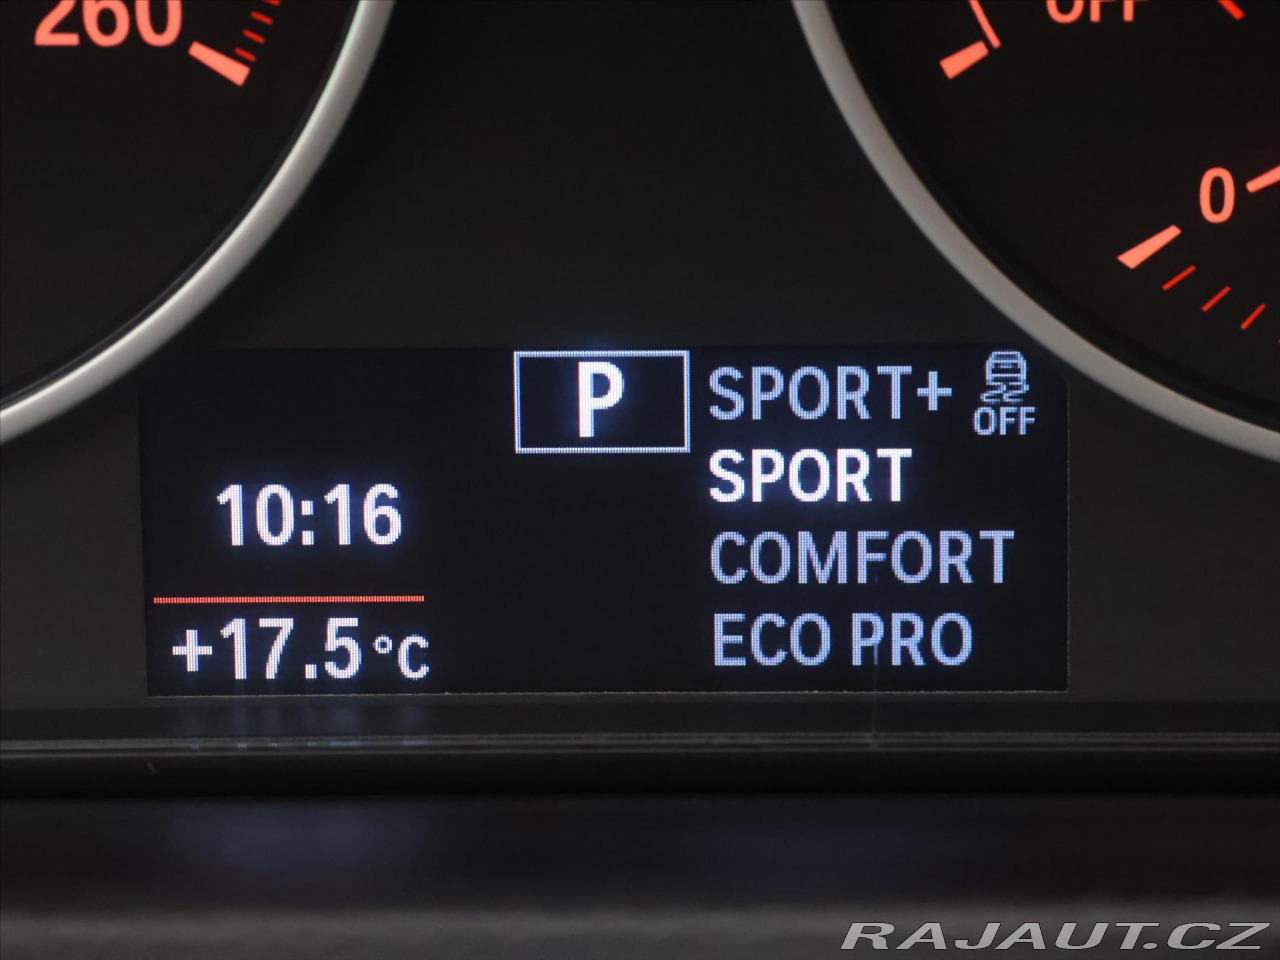 260
OFF
0
P
SPORT+
OFF
SPORT
10:16
COMFORT
+17.5°C
ECO PRO
RAJAUT.CZ